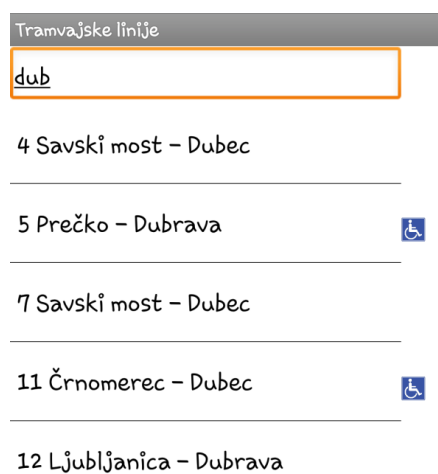 Tramvajske linije
dub
4 Savski most – Dubec
5 Prečko – Dubrava
7 Savski most – Dubec
11 Črnomerec – Dubec
12 Ljubljanica – Dubrava